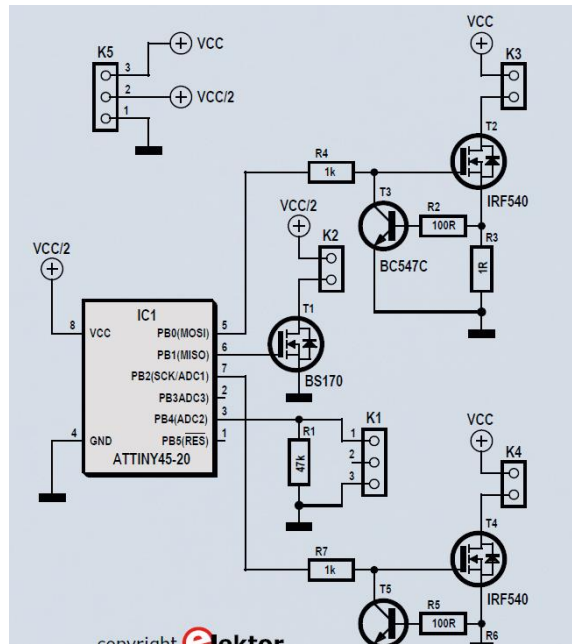 K5
3
2
1
VCC
VCC/2
VCC
K3
T2
IRF540
R4
1k
T3
BC547C
R2
100R
R3
1R
VCC/2
K2
T1
BS170
VCC/2
IC1
8
VCC
4
GND
PB0(MOSI)
5
PB1(MISO)
6
PB2(SCK/ADC1)
7
PB3ADC3)
2
PB4(ADC2)
3
PB5(RES)
1
ATTINY45-20
R1
47k
K1
1
2
3
VCC
K4
T4
IRF540
R7
1k
T5
R5
100R
R6
copyright elektor